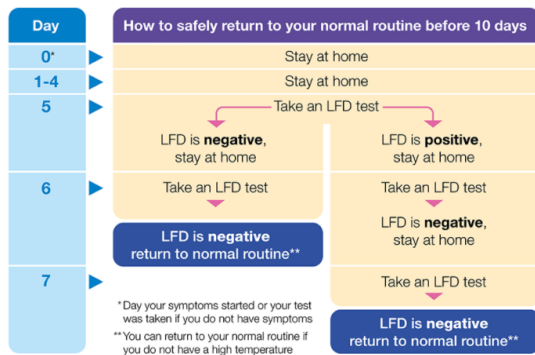 Day
How to safely return to your normal routine before 10 days
0*
Stay at home
1-4
Stay at home
5
Take an LFD test
LFD is negative,
stay at home
LFD is positive,
stay at home
6
Take an LFD test
Take an LFD test
LFD is negative
return to normal routine**
LFD is negative,
stay at home
7
Take an LFD test
*Day your symptoms started or your test
was taken if you do not have symptoms
**You can return to your normal routine if
you do not have a high temperature
LFD is negative
return to normal routine**